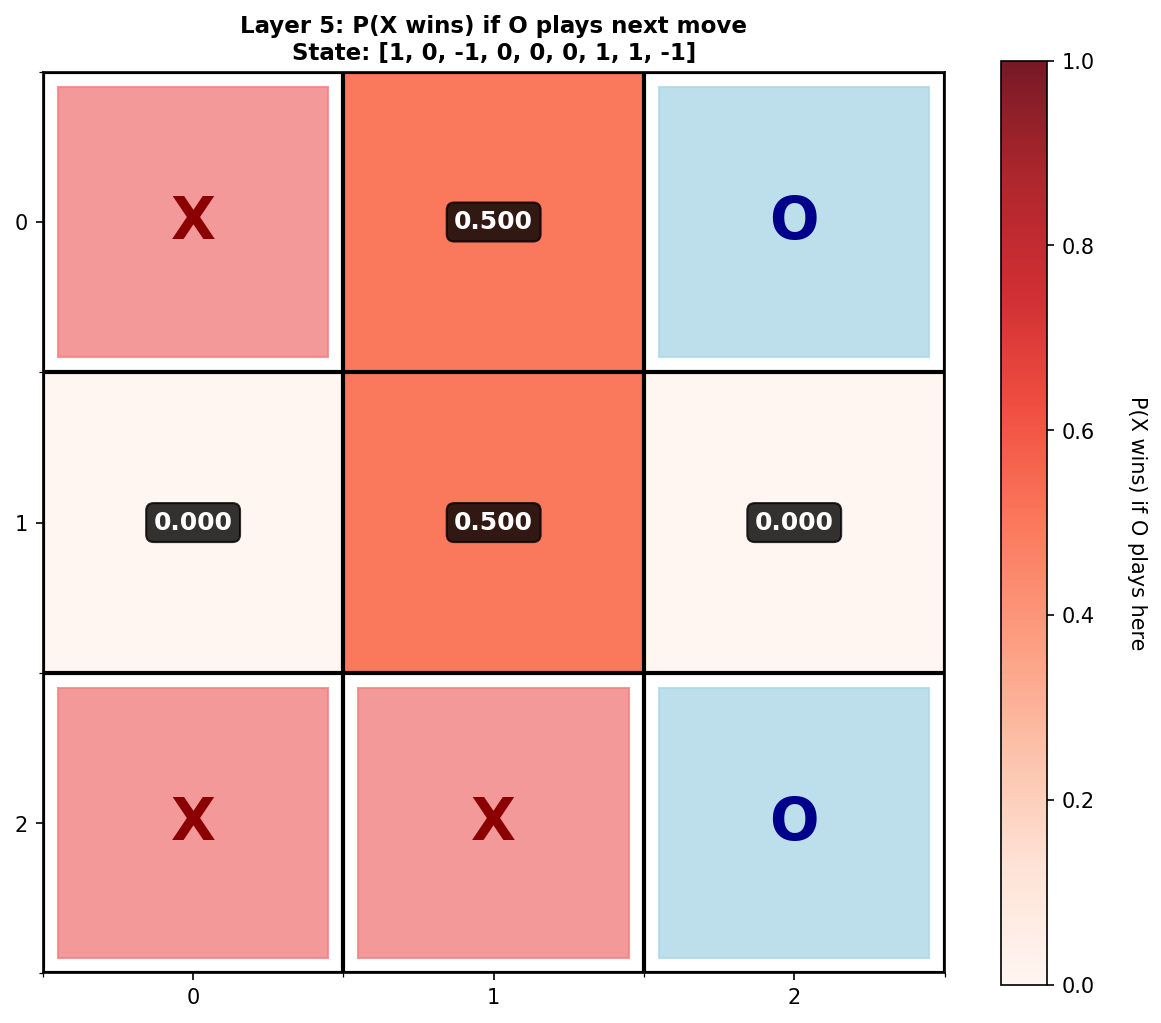 Layer 5: P(X wins) if O plays next move
State: [1, 0, -1, 0, 0, 0, 1, 1, -1]
0
X
0.500
O
1
0.000
0.500
0.000
2
X
X
O
0
1
2
1.0
0.8
0.6
0.4
0.2
0.0
P(X wins) if O plays here